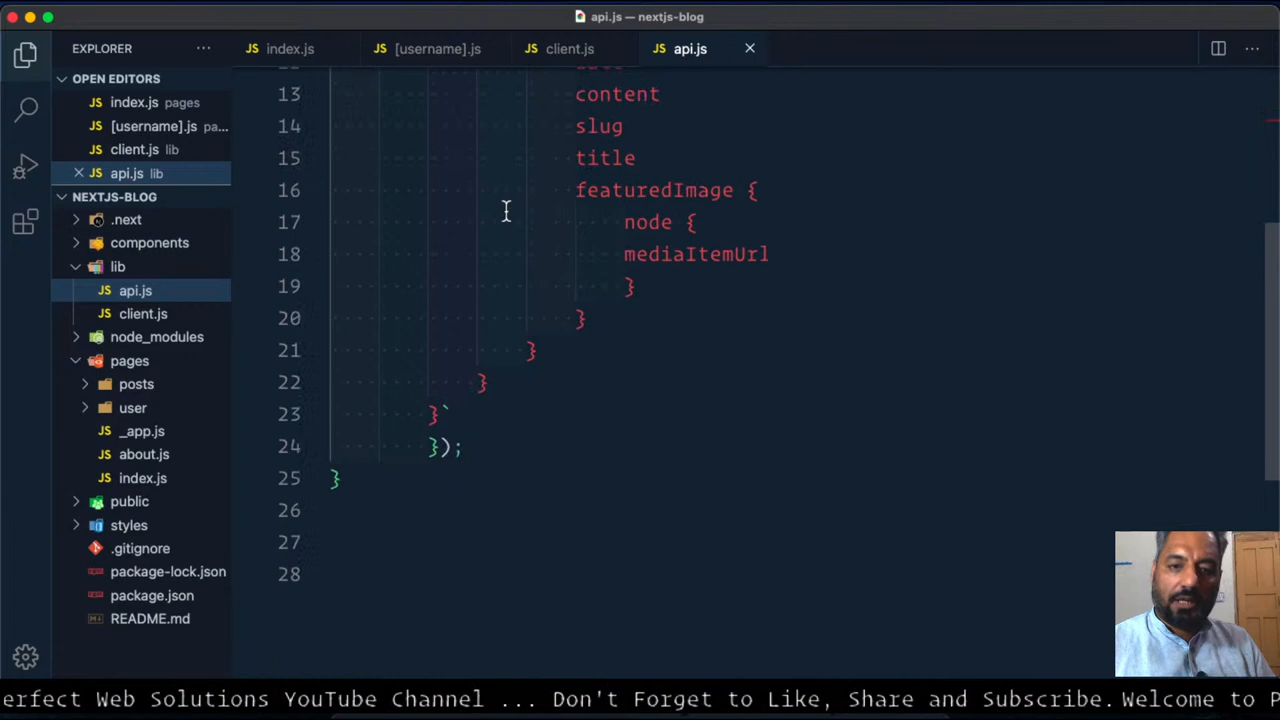 api.js — nextjs-blog
EXPLORER
index.js
[username].js
client.js
api.js
OPEN EDITORS
index.js pages
[username].js pa...
client.js lib
api.js lib
NEXTJS-BLOG
.next
components
lib
api.js
client.js
node_modules
pages
posts
user
_app.js
about.js
index.js
public
styles
.gitignore
package-lock.json
package.json
README.md
13 content
14 slug
15 title
16 featuredImage {
17 node {
18 mediaItemUrl
19 }
20 }
21 }
22 }
23 }`
24 });
25 }
26
27
28
erfect Web Solutions YouTube Channel ... Don't Forget to Like, Share and Subscribe.Welcome to P